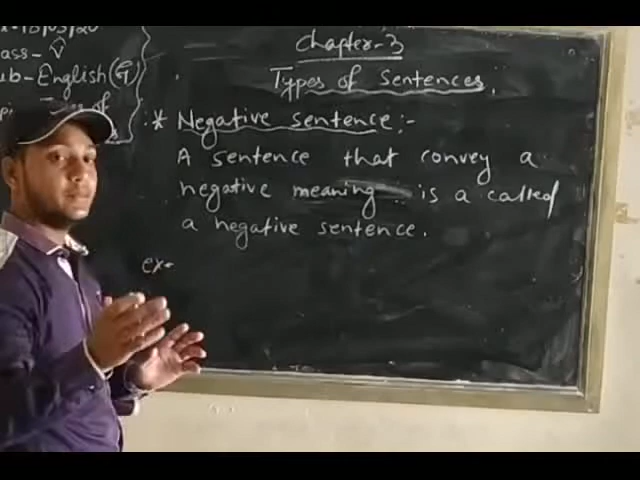 ass- V
ub- English (G)
of
Chapter-3
Types of Sentences.
* Negative sentence:-
A sentence that convey a
negative meaning is a called
a negative sentence.
ex-